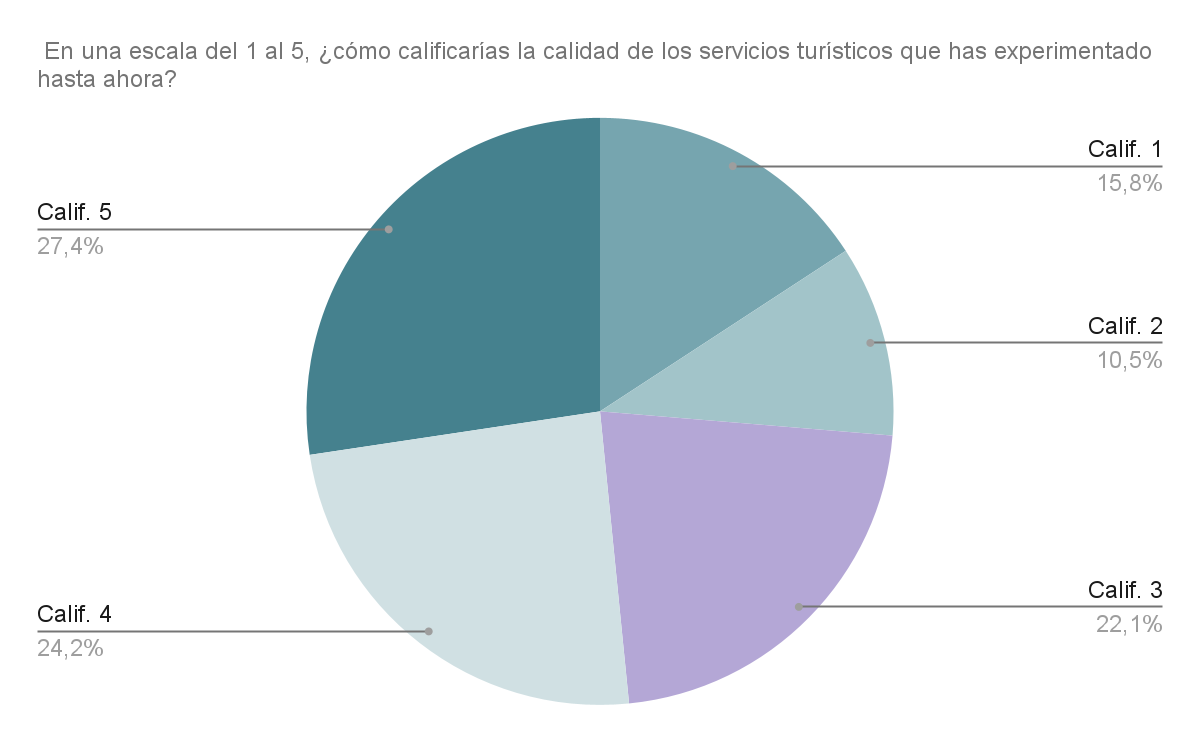 En una escala del 1 al 5, ¿cómo calificarías la calidad de los servicios turísticos que has experimentado
hasta ahora?
Calif. 1
15,8%
Calif. 5
27,4%
Calif. 2
10,5%
Calif. 3
22,1%
Calif. 4
24,2%